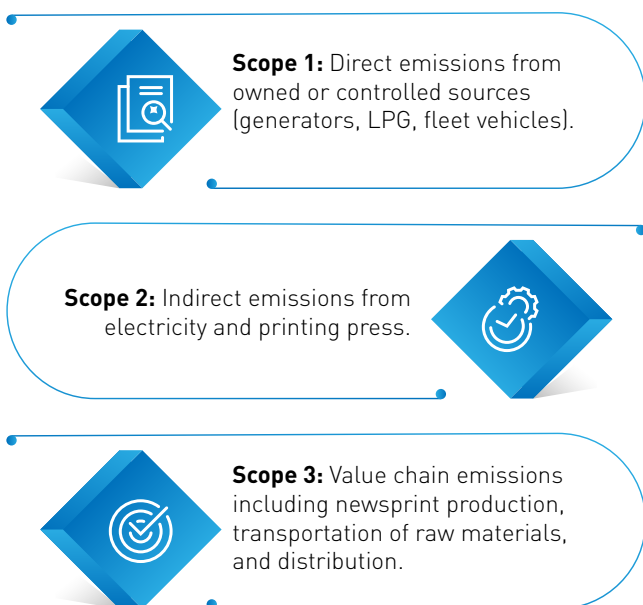 Scope 1: Direct emissions from
owned or controlled sources
(generators, LPG, fleet vehicles).
Scope 2: Indirect emissions from
electricity and printing press.
Scope 3: Value chain emissions
including newsprint production,
transportation of raw materials,
and distribution.